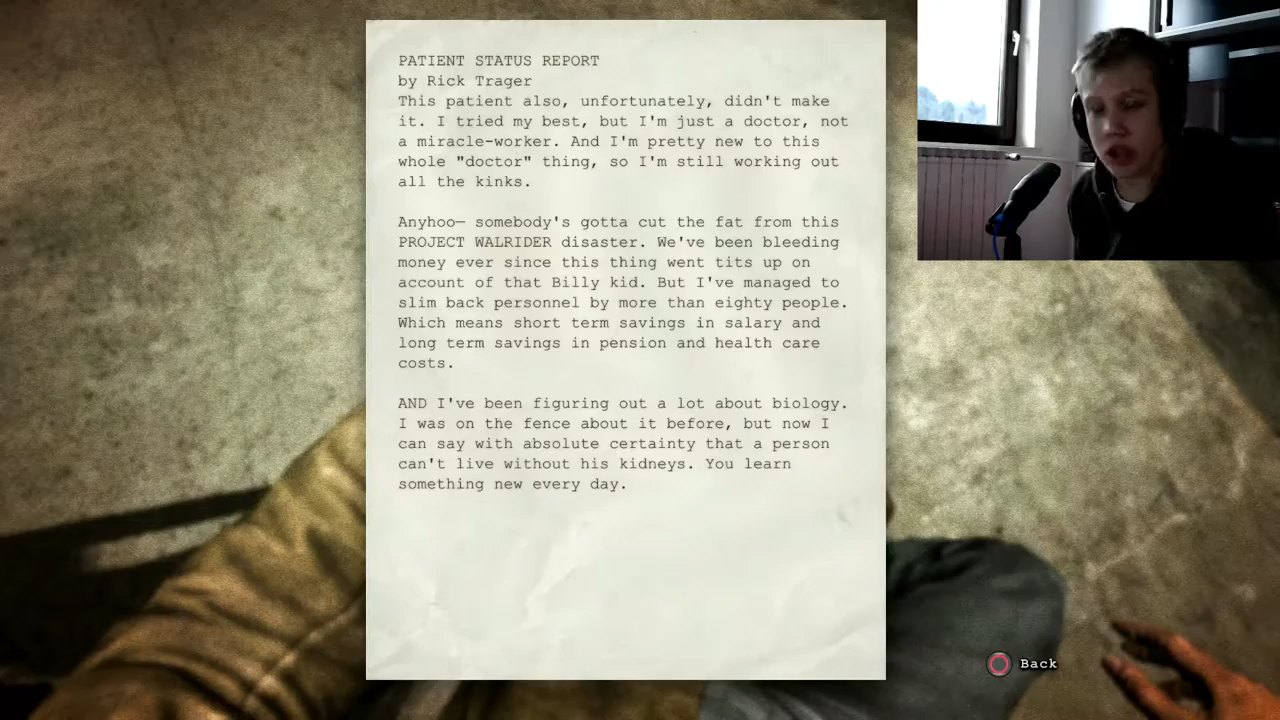 PATIENT STATUS REPORT
by Rick Trager
This patient also, unfortunately, didn't make
it. I tried my best, but I'm just a doctor, not
a miracle-worker. And I'm pretty new to this
whole "doctor" thing, so I'm still working out
all the kinks.
Anyhoo— somebody's gotta cut the fat from this
PROJECT WALRIDER disaster. We've been bleeding
money ever since this thing went tits up on
account of that Billy kid. But I've managed to
slim back personnel by more than eighty people.
Which means short term savings in salary and
long term savings in pension and health care
costs.
AND I've been figuring out a lot about biology.
I was on the fence about it before, but now I
can say with absolute certainty that a person
can't live without his kidneys. You learn
something new every day.
Back